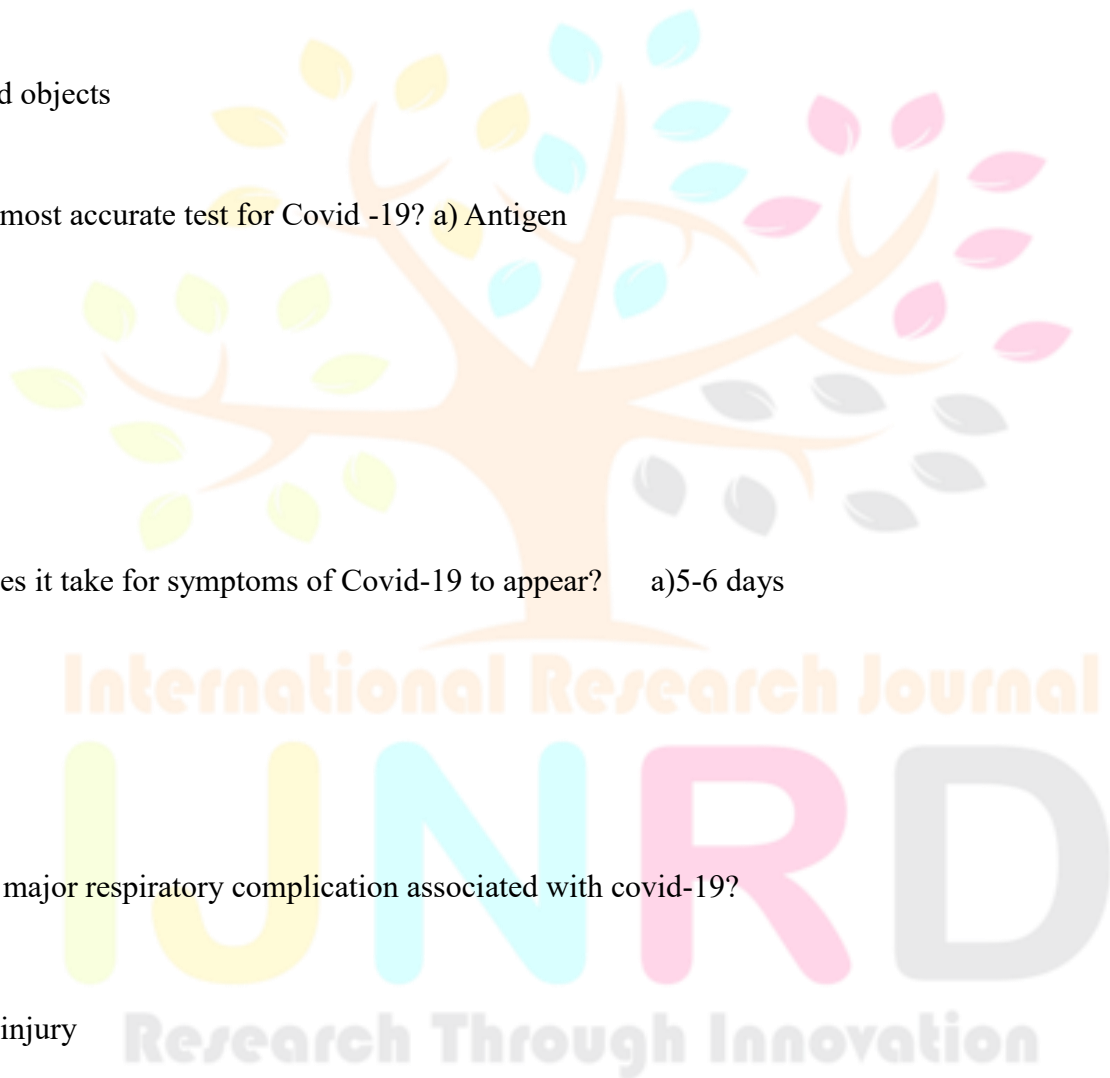 d objects
most accurate test for Covid -19? a) Antigen
es it take for symptoms of Covid-19 to appear? a)5-6 days
International Research Journal
IJNRD
major respiratory complication associated with covid-19?
injury
Research Through Innovation